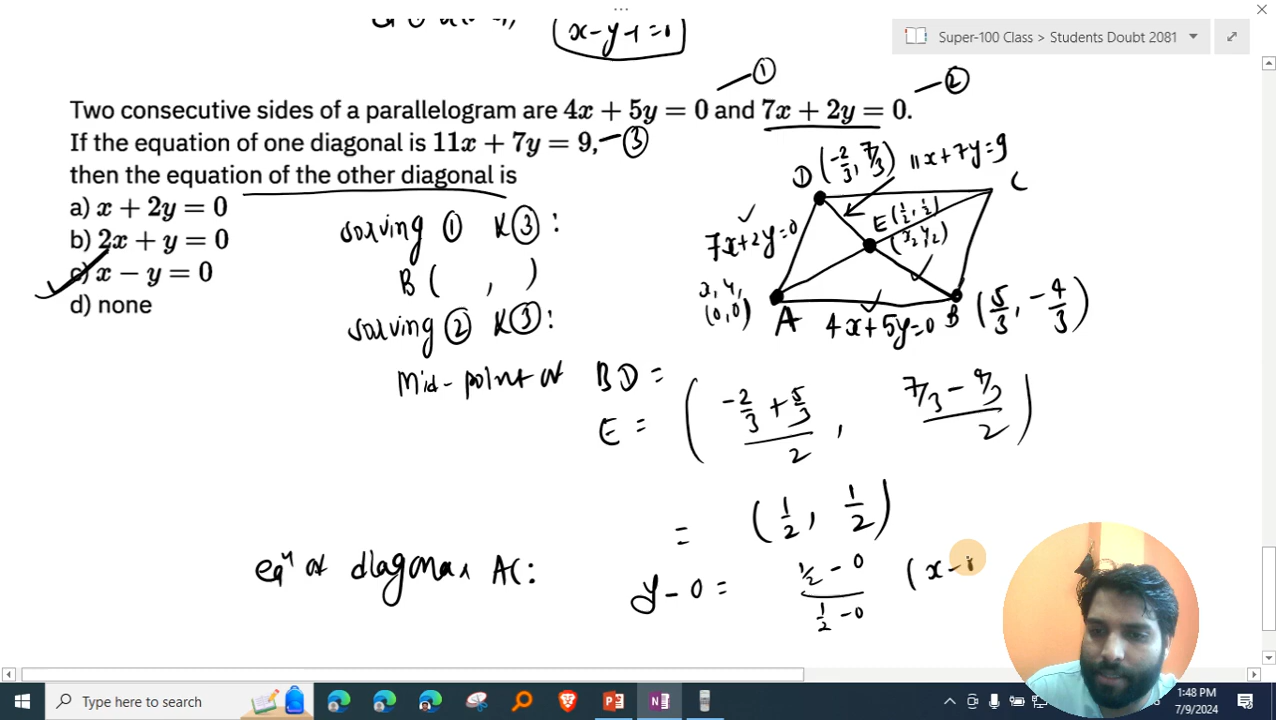 x-y+=0
Super-100 Class > Students Doubt 2081
①
②
Two consecutive sides of a parallelogram are 4x + 5y = 0 and 7x + 2y = 0.
If the equation of one diagonal is 11x + 7y = 9, -③
then the equation of the other diagonal is
a) x + 2y = 0
b) 2x + y = 0
c) x − y = 0
d) none
solving ① & ③:
B ( , )
solving ② & ③:
D (-2/3, 7/3) 11x+7y=9
C
E (1/2, 1/2)
(x₂ y₂)
7x+2y=0
x, y,
(0,0)
A
4x+5y=0
B (5/3, -4/3)
Mid-point of BD =
E = ( (-2/3 + 5/3)/2 , (7/3 - 4/3)/2 )
= (1/2, 1/2)
eqⁿ of diagonal AC:
y-0 = (1/2 - 0)/(1/2 - 0) (x-
Type here to search
1:48 PM
7/9/2024